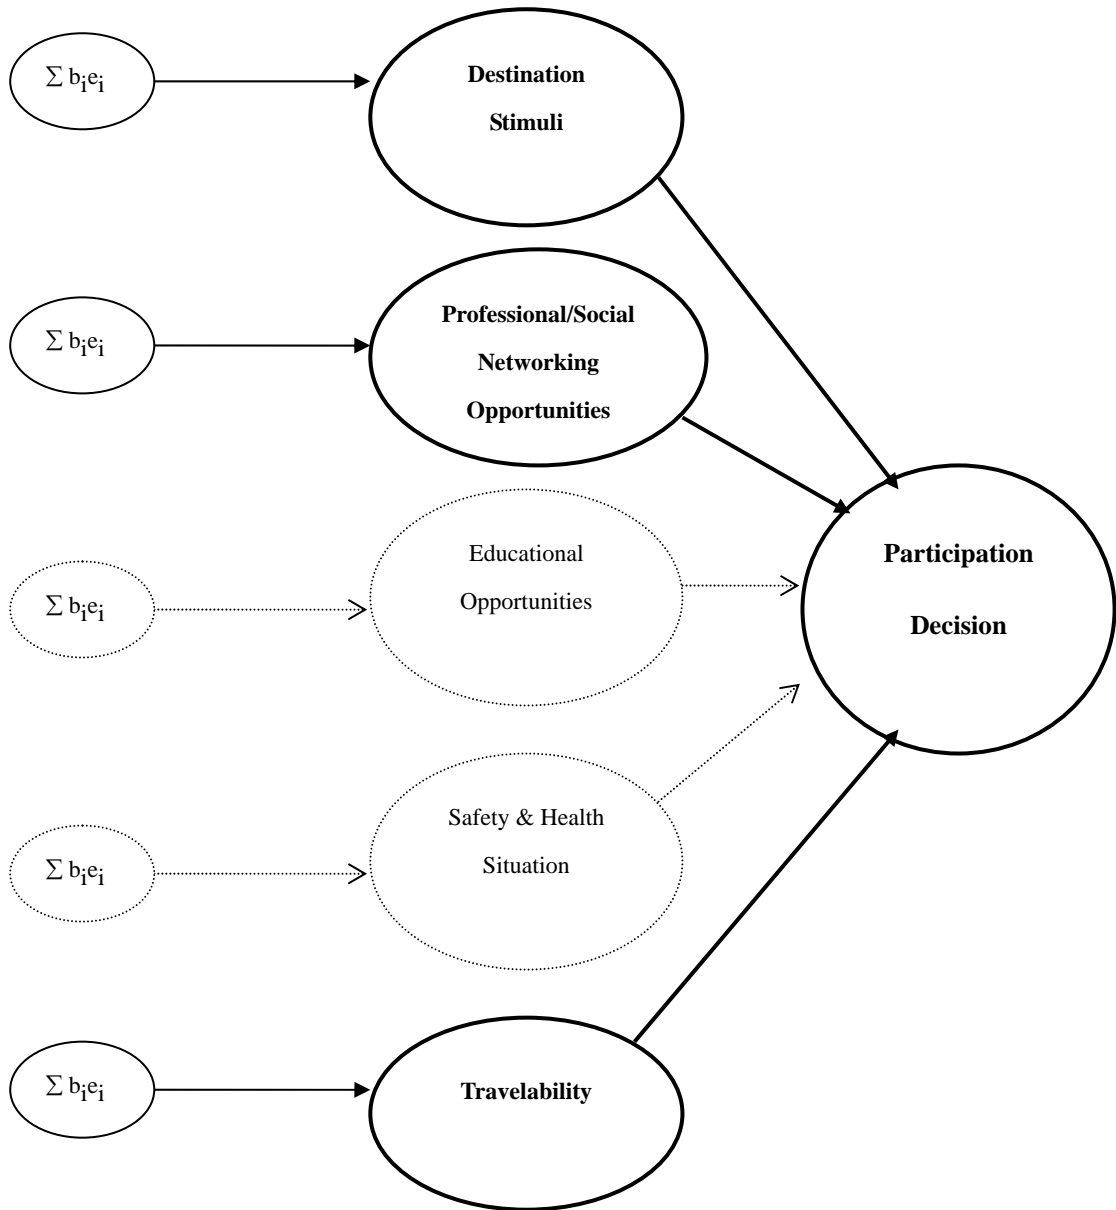 ∑ bᵢeᵢ
Destination
Stimuli
∑ bᵢeᵢ
Professional/Social
Networking
Opportunities
∑ bᵢeᵢ
Educational
Opportunities
Participation
Decision
∑ bᵢeᵢ
Safety & Health
Situation
∑ bᵢeᵢ
Travelability